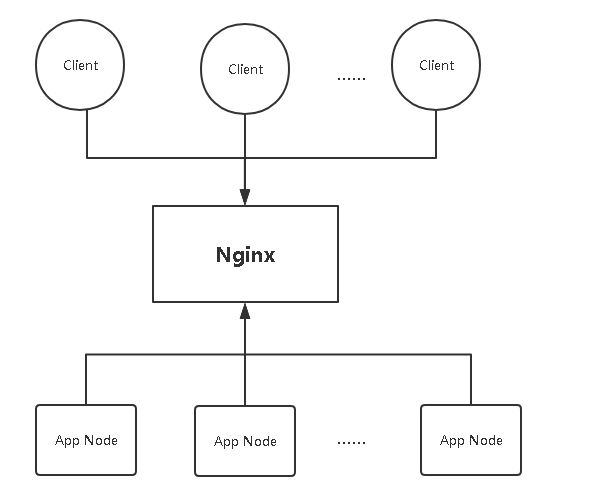 Client
Client
......
Client
Nginx
App Node
App Node
......
App Node